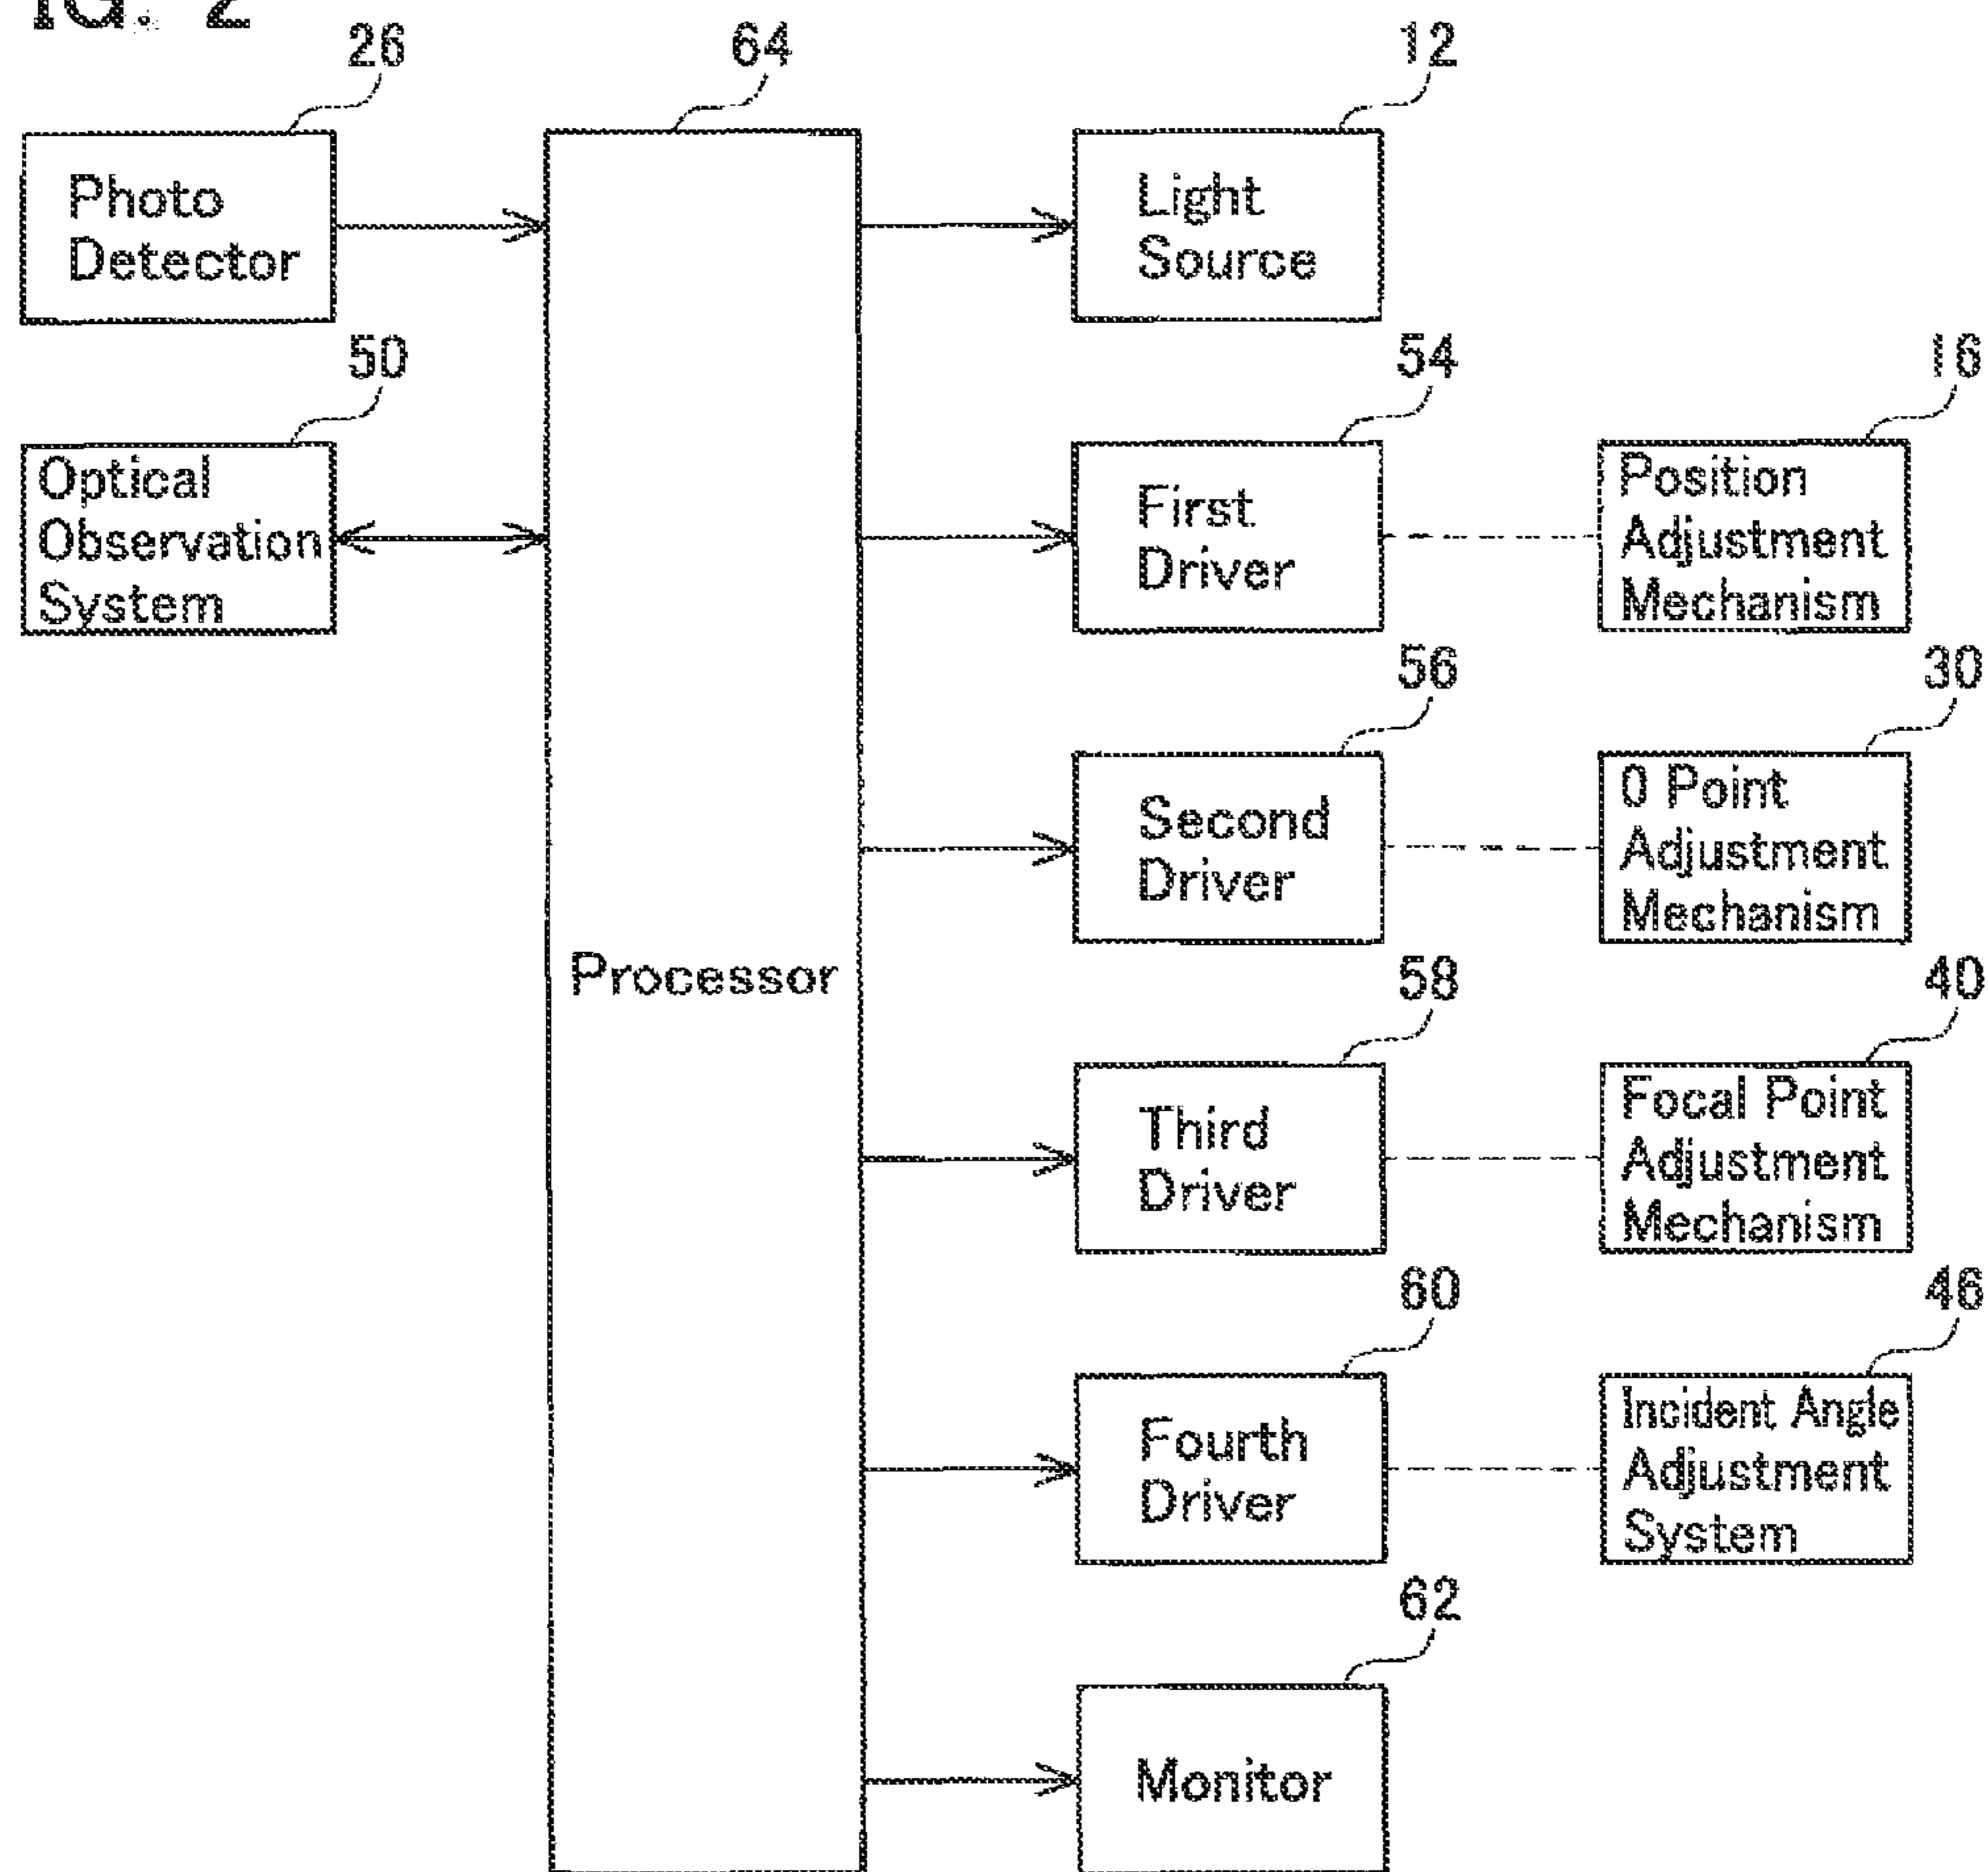 IG. 2
26
64
12
Photo
Detector
Light
Source
50
54
16
Optical
Observation
System
First
Driver
Position
Adjustment
Mechanism
56
30
Second
Driver
0 Point
Adjustment
Mechanism
Processor
58
40
Third
Driver
Focal Point
Adjustment
Mechanism
60
46
Fourth
Driver
Incident Angle
Adjustment
System
62
Monitor